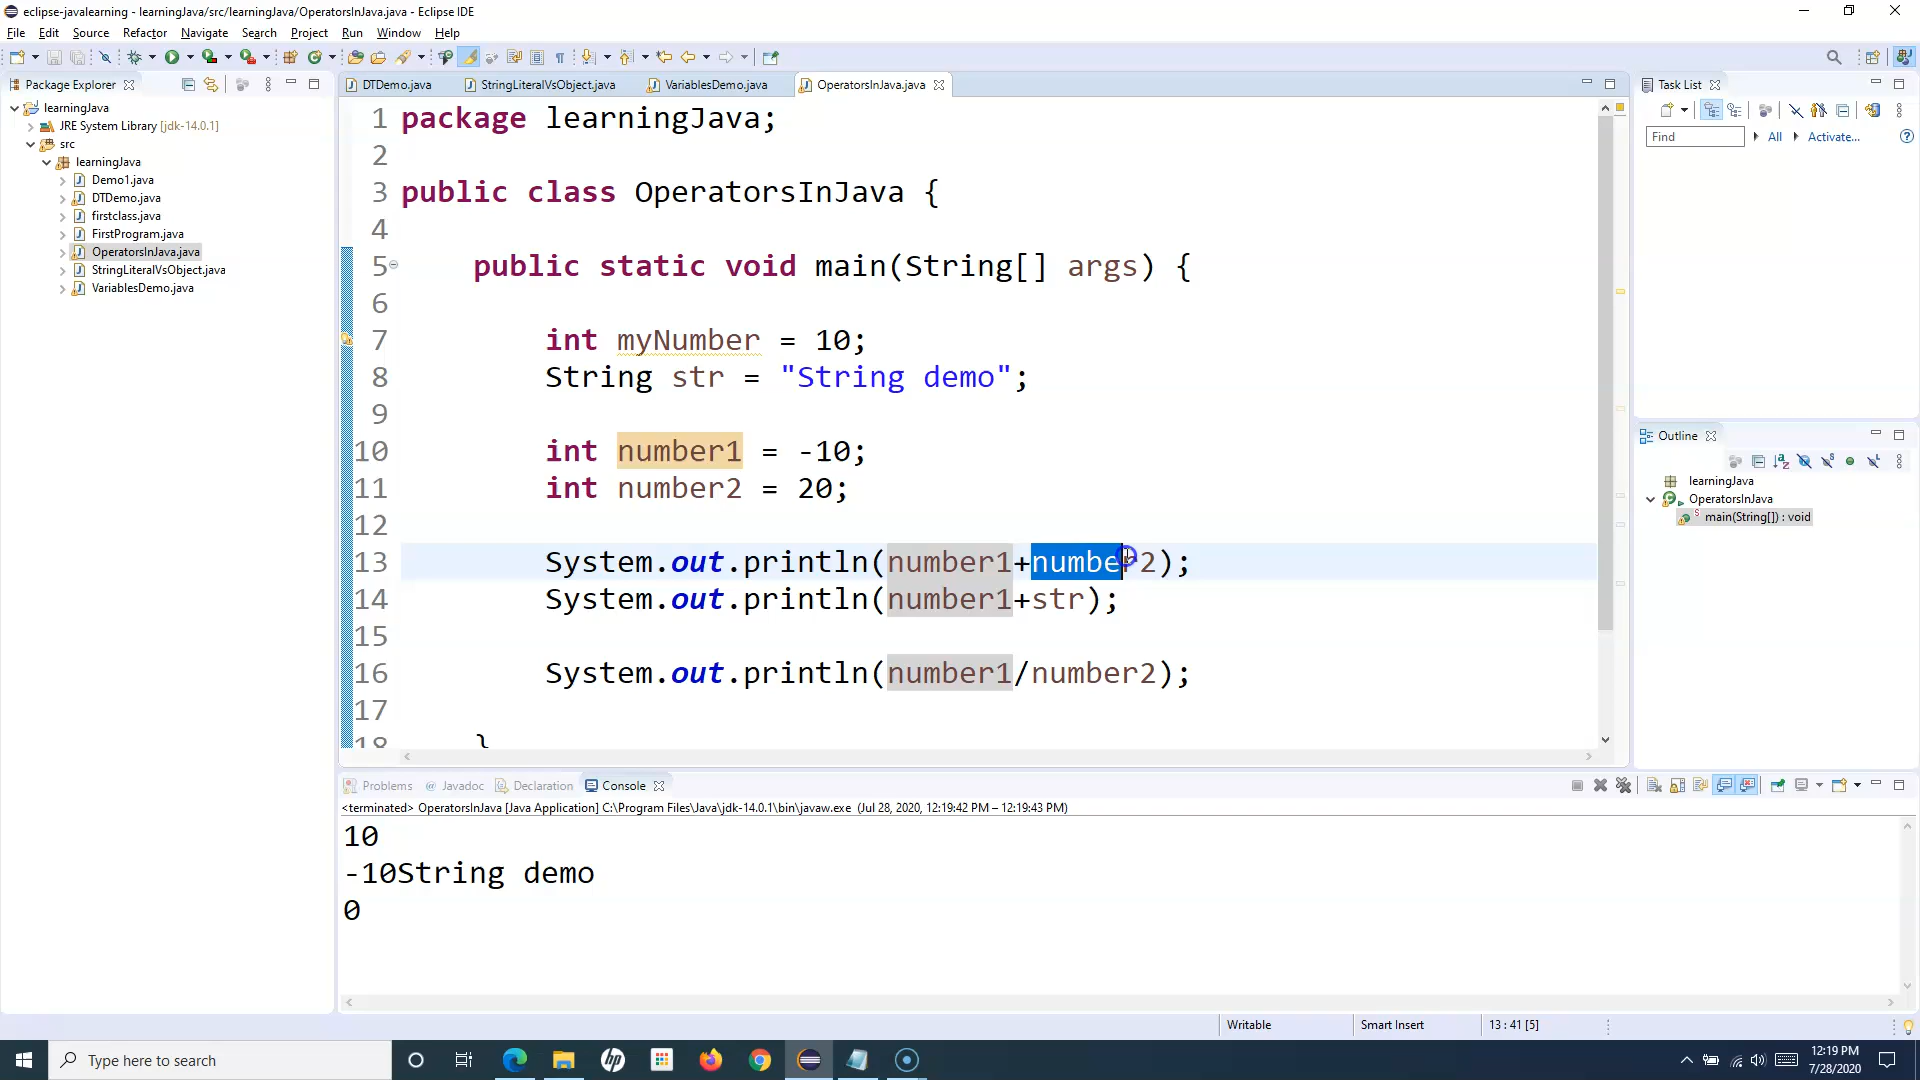 eclipse-javalearning - learningJava/src/learningJava/OperatorsInJava.java - Eclipse IDE
File Edit Source Refactor Navigate Search Project Run Window Help
Package Explorer
learningJava
JRE System Library [jdk-14.0.1]
src
learningJava
Demo1.java
DTDemo.java
firstclass.java
FirstProgram.java
OperatorsInJava.java
StringLiteralVsObject.java
VariablesDemo.java
DTDemo.java StringLiteralVsObject.java VariablesDemo.java OperatorsInJava.java
1 package learningJava;
2
3 public class OperatorsInJava {
4
5 public static void main(String[] args) {
6
7 int myNumber = 10;
8 String str = "String demo";
9
10 int number1 = -10;
11 int number2 = 20;
12
13 System.out.println(number1+number2);
14 System.out.println(number1+str);
15
16 System.out.println(number1/number2);
17
18 }
Task List
Find All Activate...
Outline
learningJava
OperatorsInJava
main(String[]) : void
Problems Javadoc Declaration Console
<terminated> OperatorsInJava [Java Application] C:\Program Files\Java\jdk-14.0.1\bin\javaw.exe (Jul 28, 2020, 12:19:42 PM – 12:19:43 PM)
10
-10String demo
0
Writable Smart Insert 13 : 41 [5]
Type here to search
12:19 PM
7/28/2020